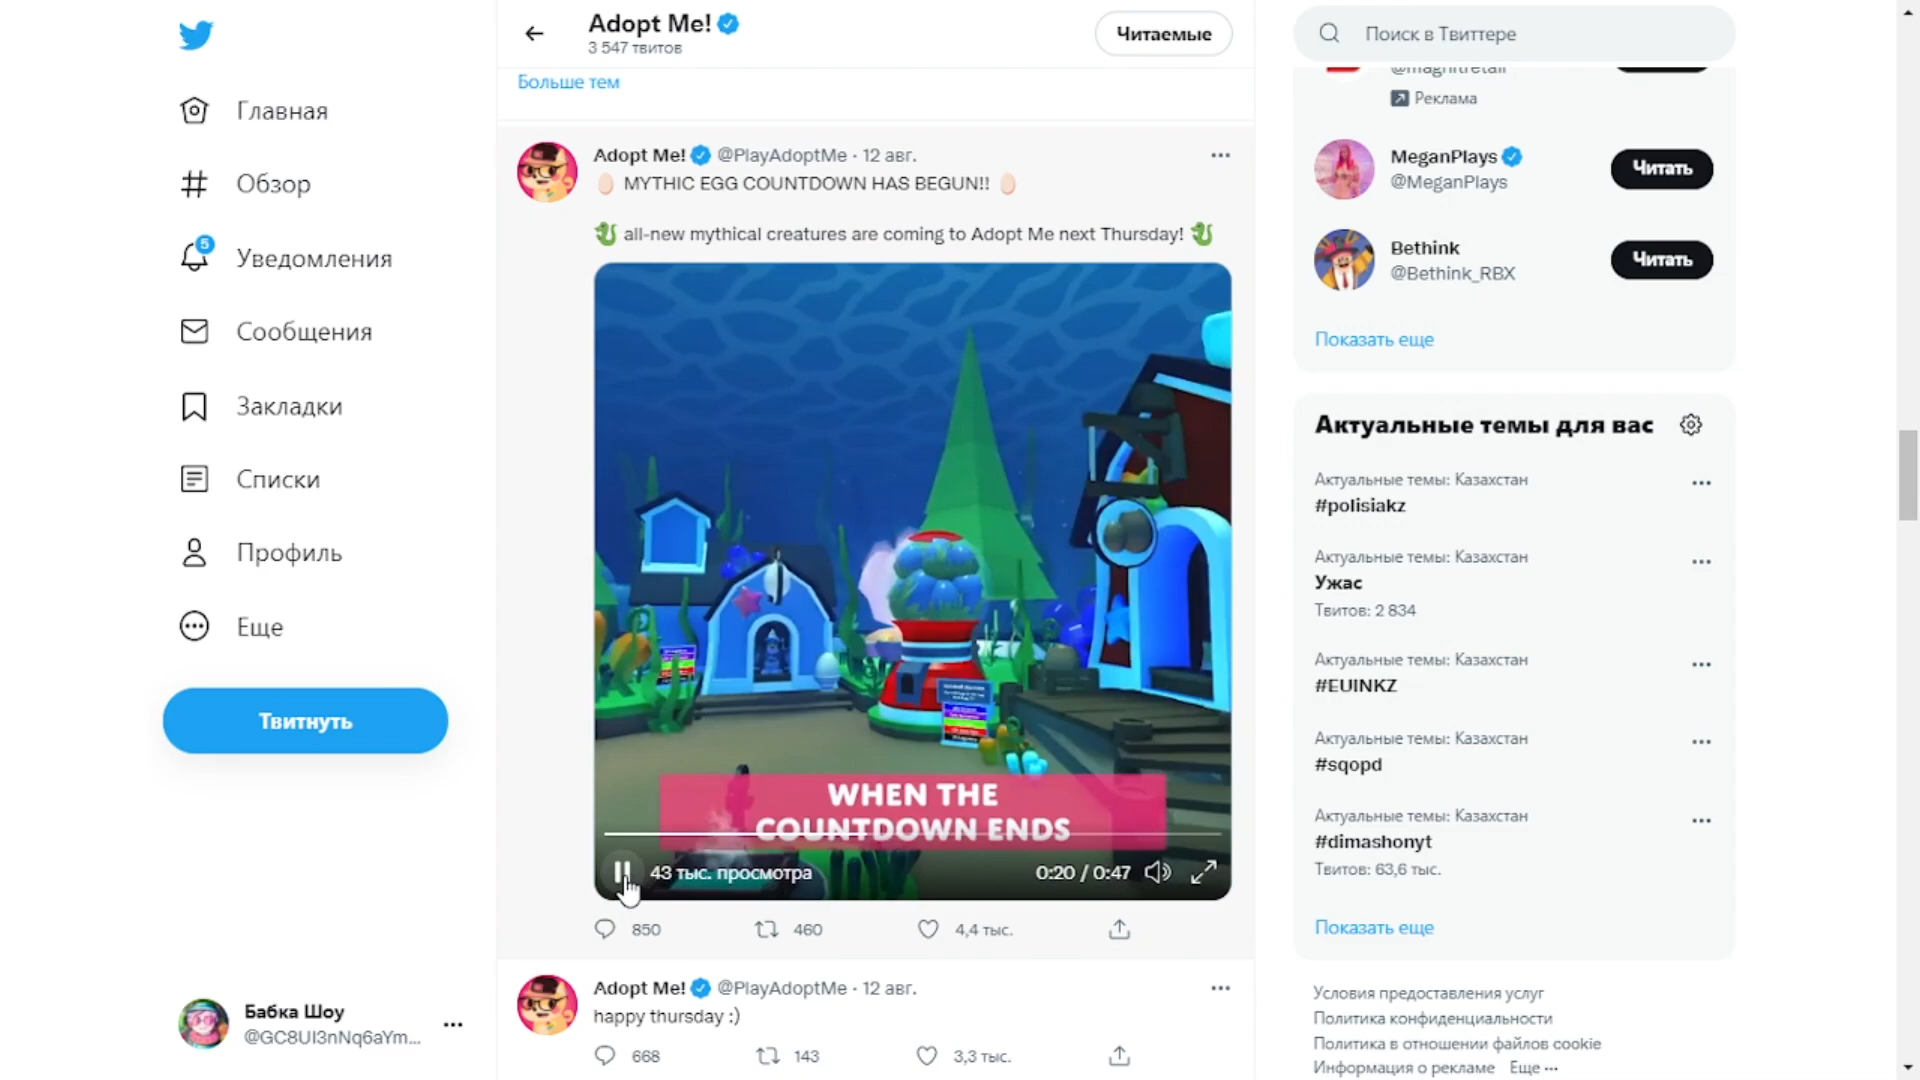 Главная
Обзор
5
Уведомления
Сообщения
Закладки
Списки
Профиль
Еще
Твитнуть
Бабка Шоу
@GC8UI3nNq6aYm...
Adopt Me!
3 547 твитов
Читаемые
Больше тем
Adopt Me! @PlayAdoptMe · 12 авг.
🥚 MYTHIC EGG COUNTDOWN HAS BEGUN!! 🥚
🐉 all-new mythical creatures are coming to Adopt Me next Thursday! 🐉
WHEN THE
COUNTDOWN ENDS
43 тыс. просмотра
0:20 / 0:47
850 460 4,4 тыс.
Adopt Me! @PlayAdoptMe · 12 авг.
happy thursday :)
668 143 3,3 тыс.
Поиск в Твиттере
@magnitretail
Реклама
MeganPlays
@MeganPlays
Читать
Bethink
@Bethink_RBX
Читать
Показать еще
Актуальные темы для вас
Актуальные темы: Казахстан
#polisiakz
Актуальные темы: Казахстан
Ужас
Твитов: 2 834
Актуальные темы: Казахстан
#EUINKZ
Актуальные темы: Казахстан
#sqopd
Актуальные темы: Казахстан
#dimashonyt
Твитов: 63,6 тыс.
Показать еще
Условия предоставления услуг
Политика конфиденциальности
Политика в отношении файлов cookie
Информация о рекламе Еще ···